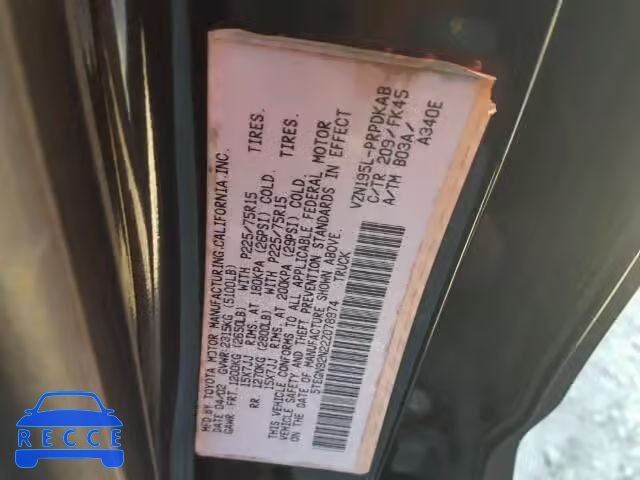 MFD.BY TOYOTA MOTOR MANUFACTURING,CALIFORNIA,INC.
DATE 04/02 GVWR:2315KG (5100LB)
GAWR FRT.1200KG (2650LB) WITH P225/75R15 TIRES.
15X7JJ RIMS. AT 180KPA (26PSI) COLD.
RR. 1270KG (2800LB) WITH P225/75R15 TIRES.
15X7JJ RIMS. AT 200KPA (29PSI) COLD.
THIS VEHICLE CONFORMS TO ALL APPLICABLE FEDERAL MOTOR
VEHICLE SAFETY AND THEFT PREVENTION STANDARDS IN EFFECT
ON THE DATE OF MANUFACTURE SHOWN ABOVE.
5TEGN92N02Z078974 TRUCK
VZN195L-PRPDKAB
C/TR 209/FK45
A/TM B03A/
A340E
RECCE